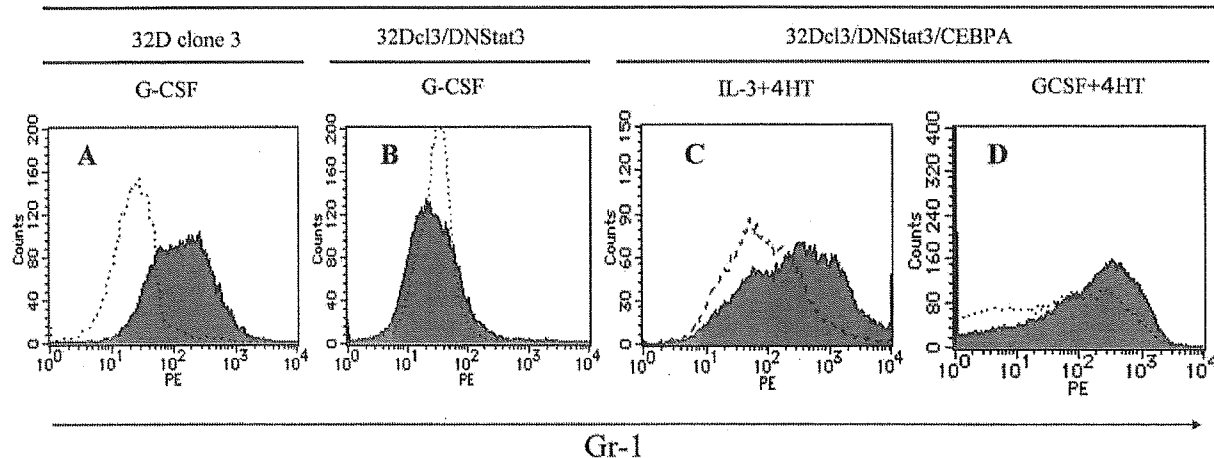 32D clone 3
32Dcl3/DNStat3
32Dcl3/DNStat3/CEBPA
G-CSF
G-CSF
IL-3+4HT
GCSF+4HT
A
Counts
0 40 80 120 160 200
10^0 10^1 10^2 10^3 10^4
PE
B
Counts
0 40 80 120 160 200
10^0 10^1 10^2 10^3 10^4
PE
C
Counts
0 30 60 90 120 150
10^0 10^1 10^2 10^3 10^4
PE
D
Counts
0 80 160 240 320 400
10^0 10^1 10^2 10^3 10^4
PE
Gr-1